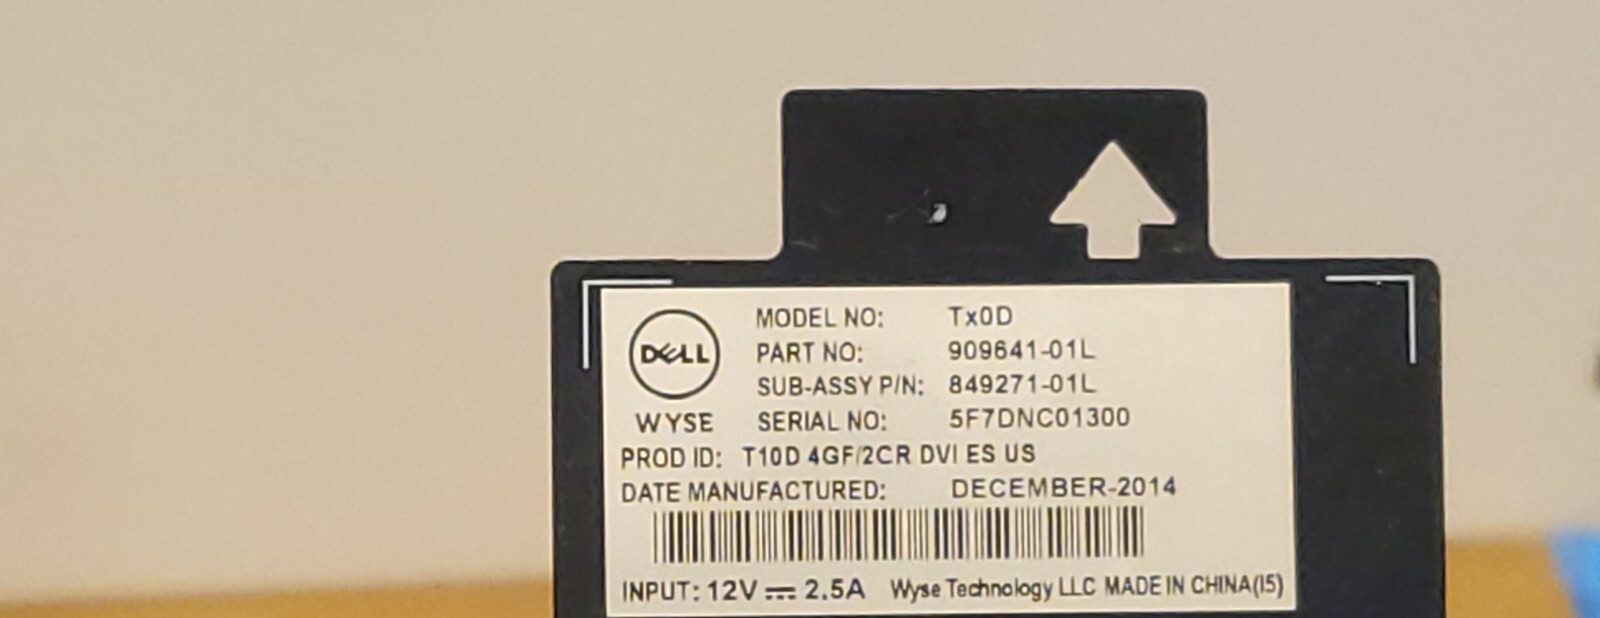 DELL
WYSE
MODEL NO: Tx0D
PART NO: 909641-01L
SUB-ASSY P/N: 849271-01L
SERIAL NO: 5F7DNC01300
PROD ID: T10D 4GF/2CR DVI ES US
DATE MANUFACTURED: DECEMBER-2014
INPUT: 12V ⎓ 2.5A Wyse Technology LLC MADE IN CHINA(I5)